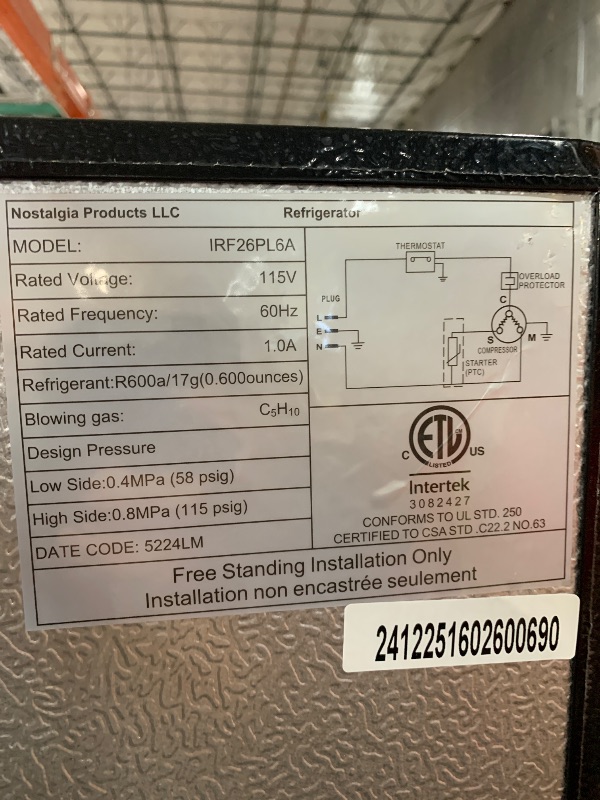 Nostalgia Products LLC Refrigerator
MODEL: IRF26PL6A
Rated Voltage: 115V
Rated Frequency: 60Hz
Rated Current: 1.0A
Refrigerant:R600a/17g(0.600ounces)
Blowing gas: C₅H₁₀
Design Pressure
Low Side:0.4MPa (58 psig)
High Side:0.8MPa (115 psig)
DATE CODE: 5224LM
THERMOSTAT
OVERLOAD
PROTECTOR
PLUG
L
E
N
C
S
M
COMPRESSOR
STARTER
(PTC)
ETL CM
LISTED
C US
Intertek
3082427
CONFORMS TO UL STD. 250
CERTIFIED TO CSA STD .C22.2 NO.63
Free Standing Installation Only
Installation non encastrée seulement
2412251602600690